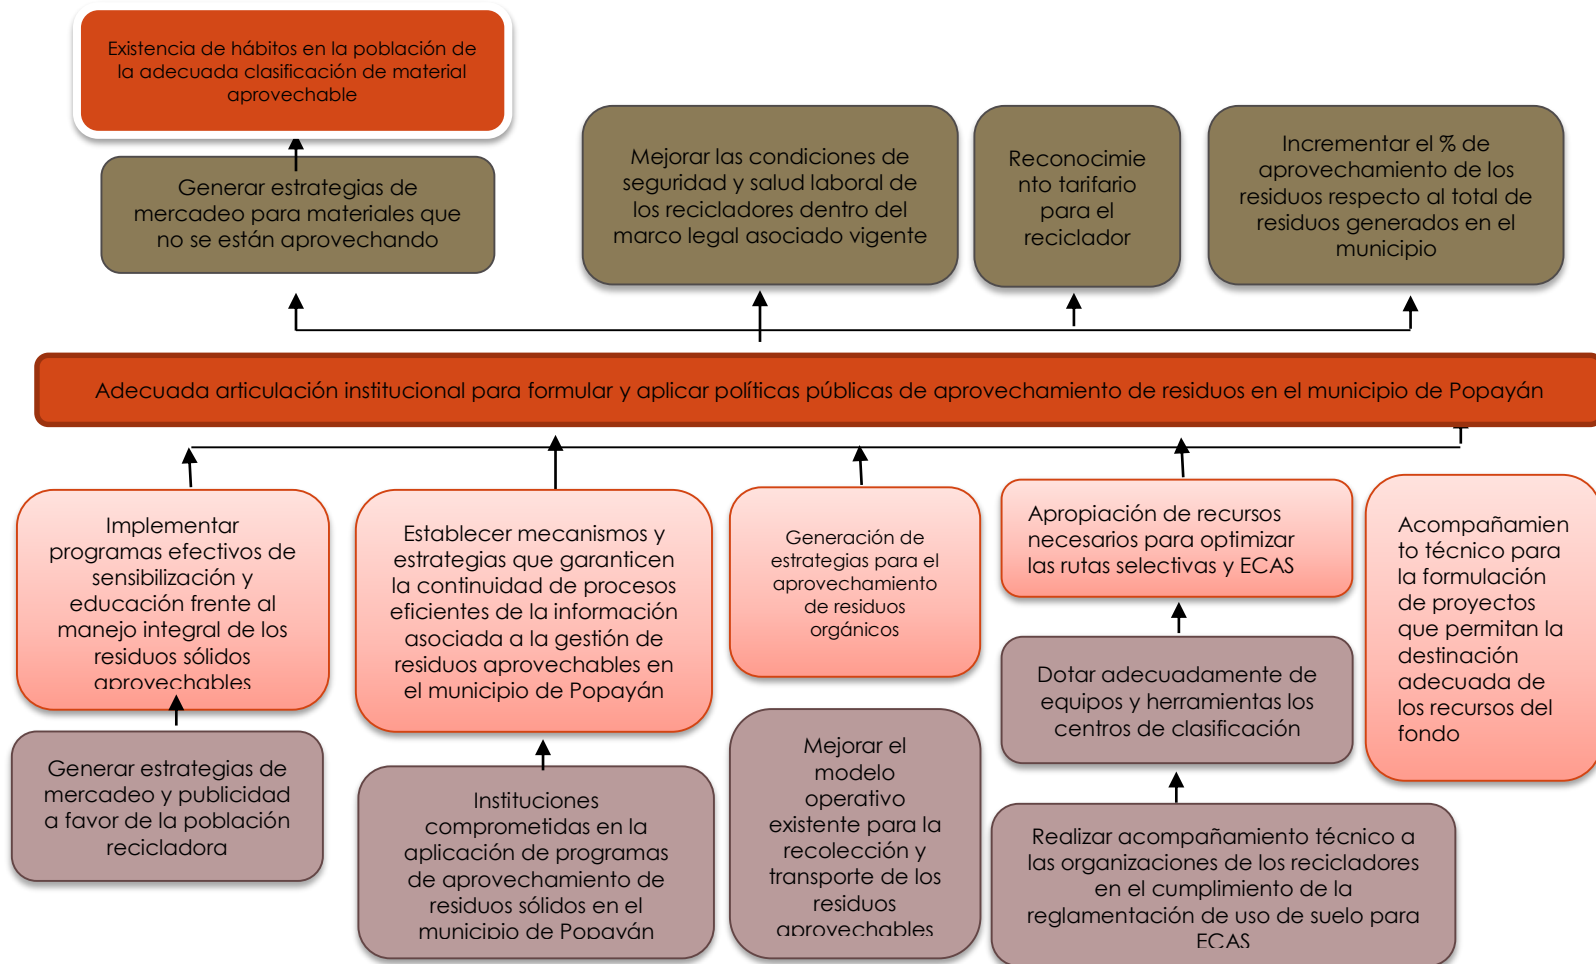 Existencia de hábitos en la población de
la adecuada clasificación de material
aprovechable
Generar estrategias de
mercadeo para materiales que
no se están aprovechando
Mejorar las condiciones de
seguridad y salud laboral de
los recicladores dentro del
marco legal asociado vigente
Reconocimie
nto tarifario
para el
reciclador
Incrementar el % de
aprovechamiento de los
residuos respecto al total de
residuos generados en el
municipio
Adecuada articulación institucional para formular y aplicar políticas públicas de aprovechamiento de residuos en el municipio de Popayán
Implementar
programas efectivos de
sensibilización y
educación frente al
manejo integral de los
residuos sólidos
aprovechables
Establecer mecanismos y
estrategias que garanticen
la continuidad de procesos
eficientes de la información
asociada a la gestión de
residuos aprovechables en
el municipio de Popayán
Generación de
estrategias para el
aprovechamiento
de residuos
orgánicos
Apropiación de recursos
necesarios para optimizar
las rutas selectivas y ECAS
Acompañamien
to técnico para
la formulación
de proyectos
que permitan la
destinación
adecuada de
los recursos del
fondo
Dotar adecuadamente de
equipos y herramientas los
centros de clasificación
Generar estrategias de
mercadeo y publicidad
a favor de la población
recicladora
Instituciones
comprometidas en la
aplicación de programas
de aprovechamiento de
residuos sólidos en el
municipio de Popayán
Mejorar el
modelo
operativo
existente para la
recolección y
transporte de los
residuos
aprovechables
Realizar acompañamiento técnico a
las organizaciones de los recicladores
en el cumplimiento de la
reglamentación de uso de suelo para
ECAS